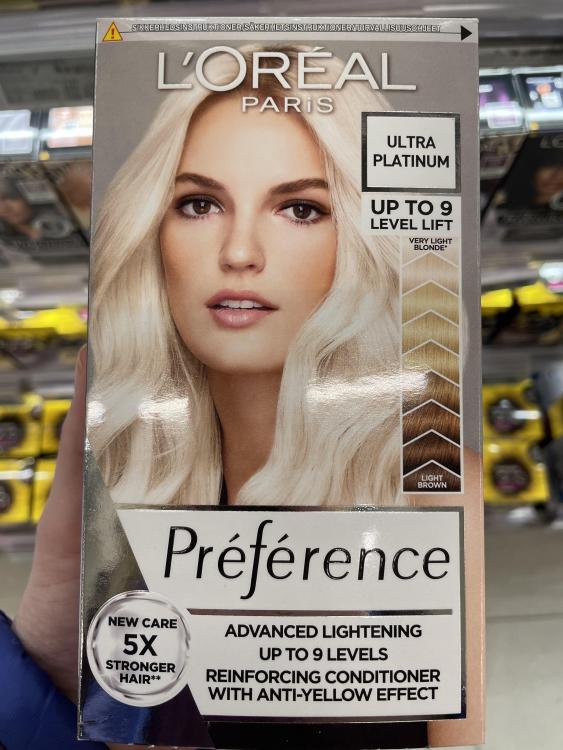 SIKKERHEDSINSTRUKTIONER/SÄKERHETSINSTRUKTIONER/TURVALLISUUSOHJEET
L'ORÉAL
PARiS
ULTRA
PLATINUM
UP TO 9
LEVEL LIFT
VERY LIGHT
BLONDE*
LIGHT
BROWN
Préférence
NEW CARE
5X
STRONGER
HAIR**
ADVANCED LIGHTENING
UP TO 9 LEVELS
REINFORCING CONDITIONER
WITH ANTI-YELLOW EFFECT